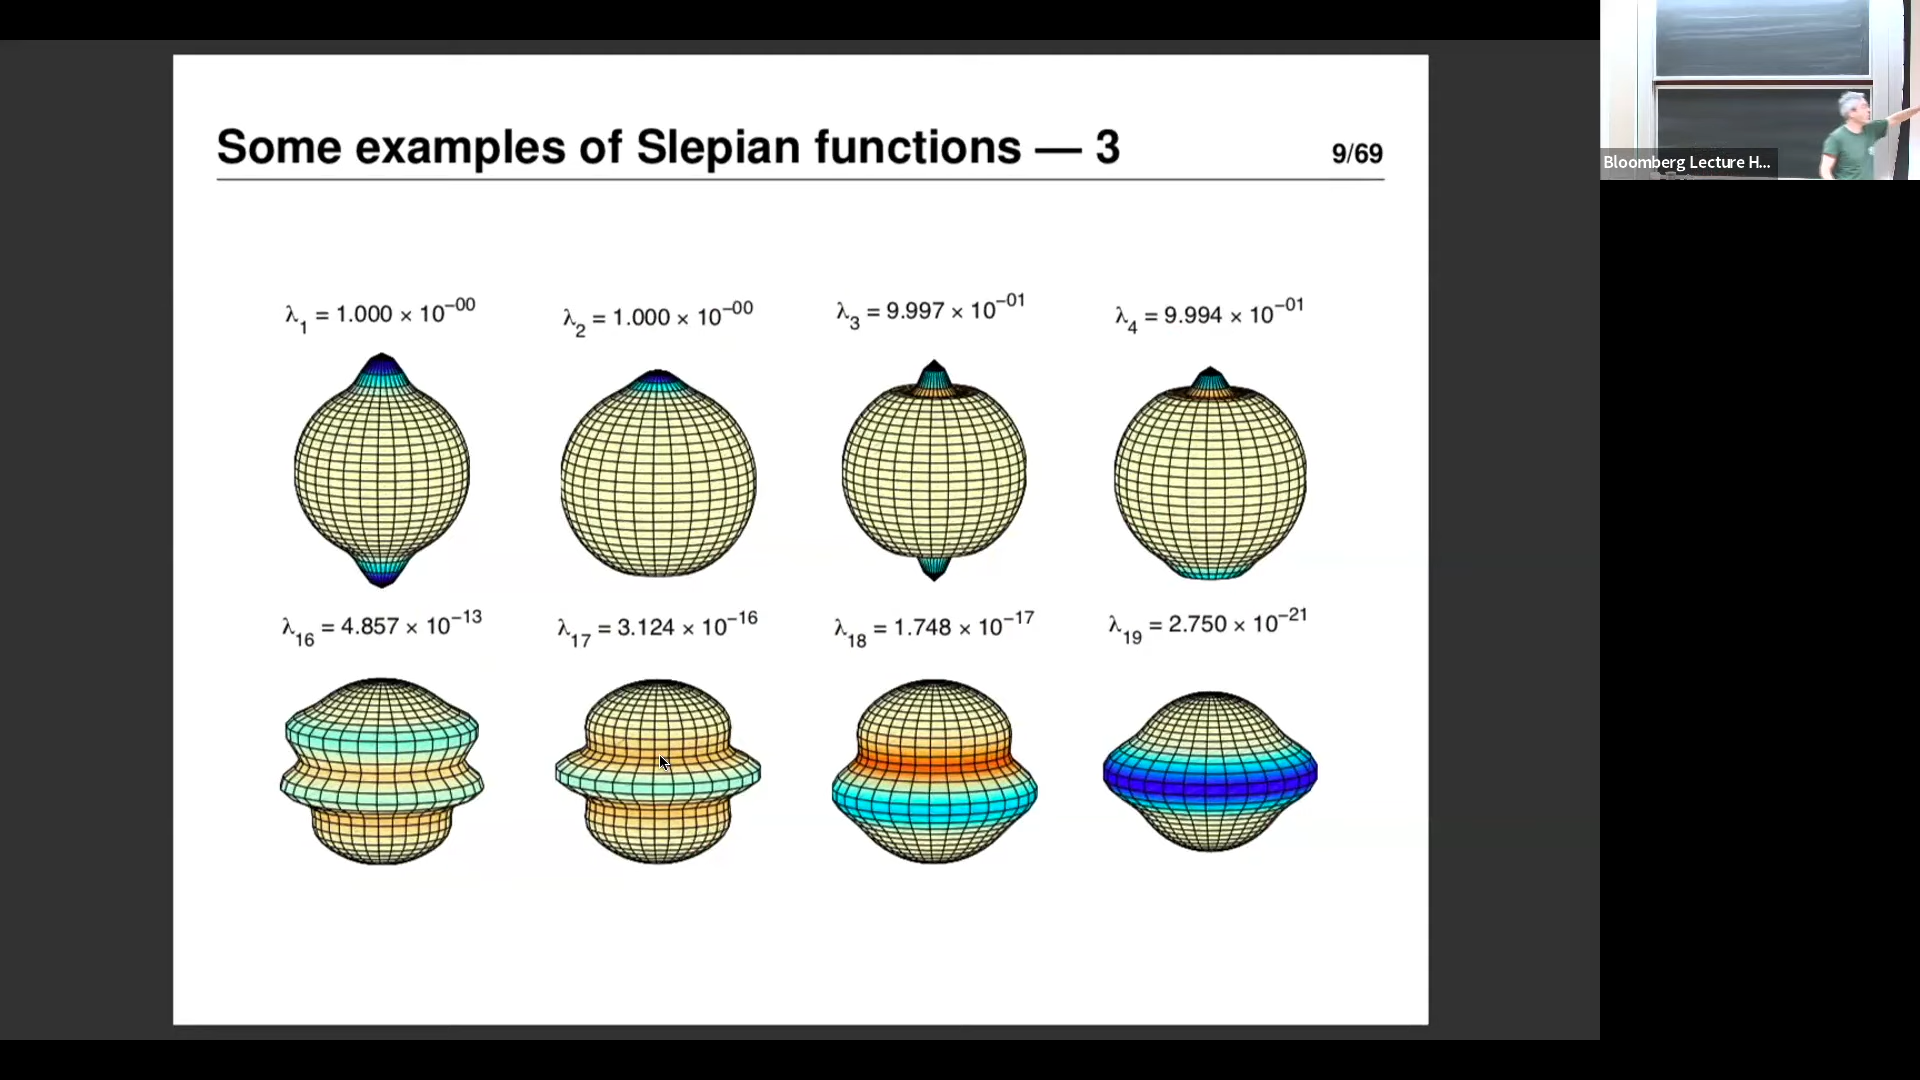 Some examples of Slepian functions — 3
9/69
λ₁ = 1.000 × 10⁻⁰⁰
λ₂ = 1.000 × 10⁻⁰⁰
λ₃ = 9.997 × 10⁻⁰¹
λ₄ = 9.994 × 10⁻⁰¹
λ₁₆ = 4.857 × 10⁻¹³
λ₁₇ = 3.124 × 10⁻¹⁶
λ₁₈ = 1.748 × 10⁻¹⁷
λ₁₉ = 2.750 × 10⁻²¹
Bloomberg Lecture H...